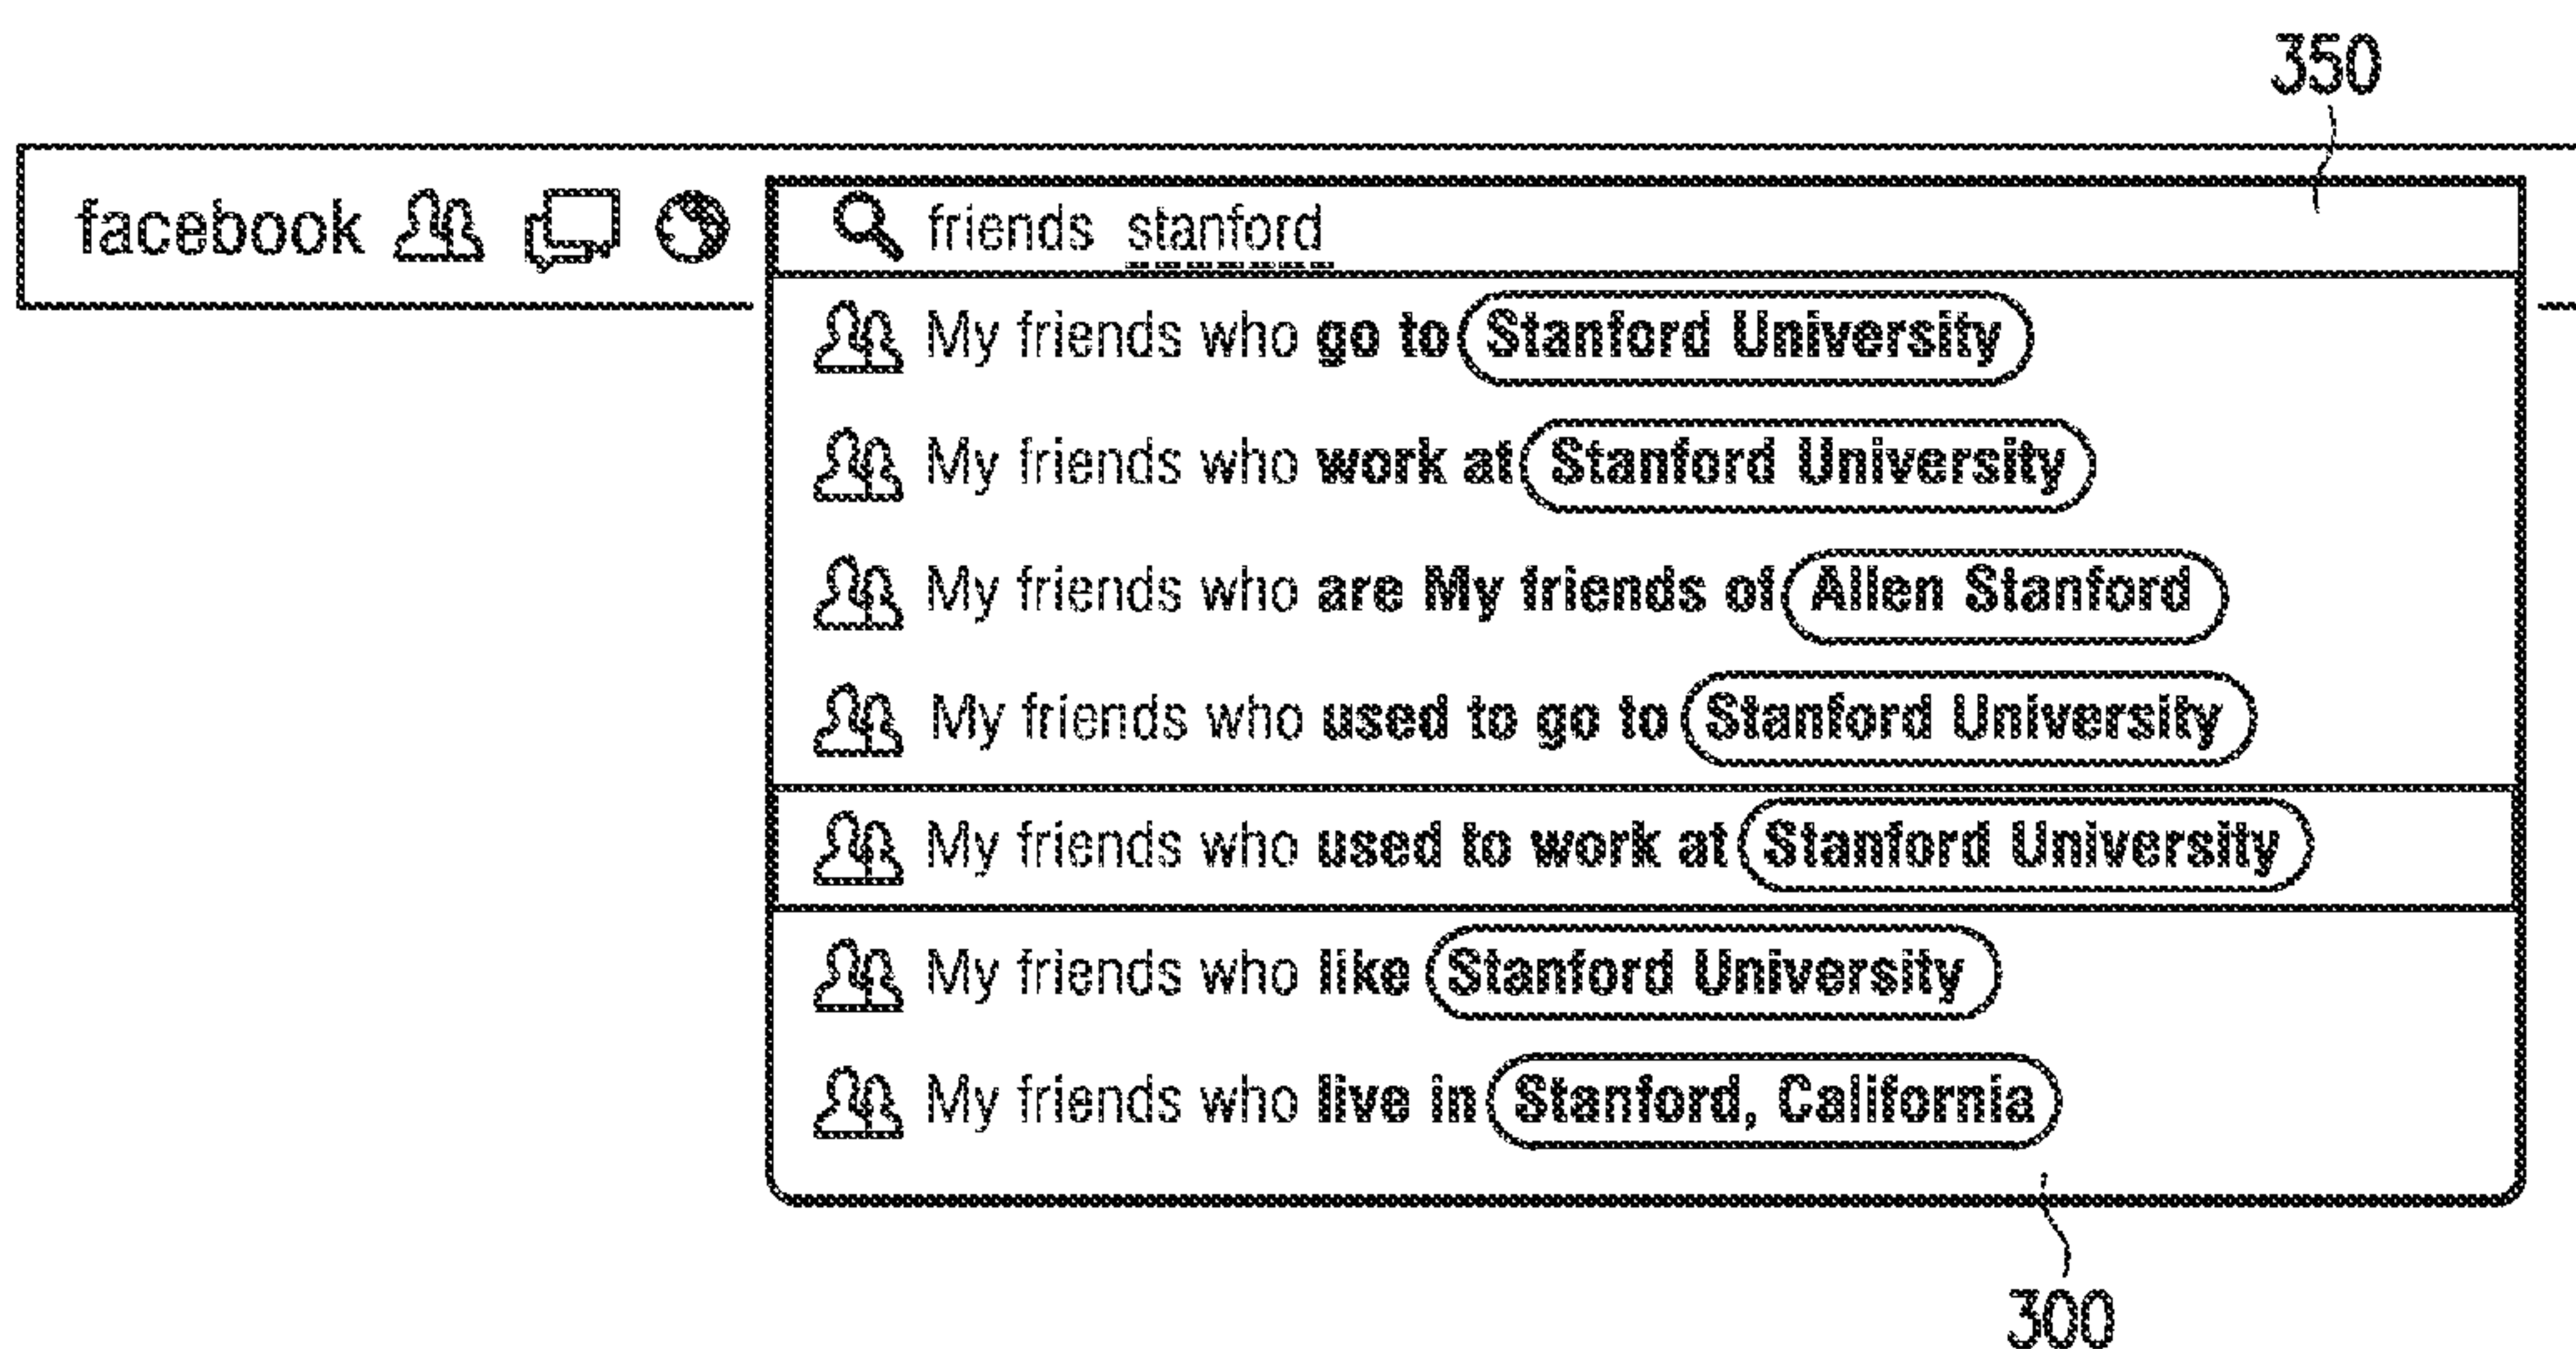 350
facebook friends stanford
My friends who go to Stanford University
My friends who work at Stanford University
My friends who are My friends of Allen Stanford
My friends who used to go to Stanford University
My friends who used to work at Stanford University
My friends who like Stanford University
My friends who live in Stanford, California
300